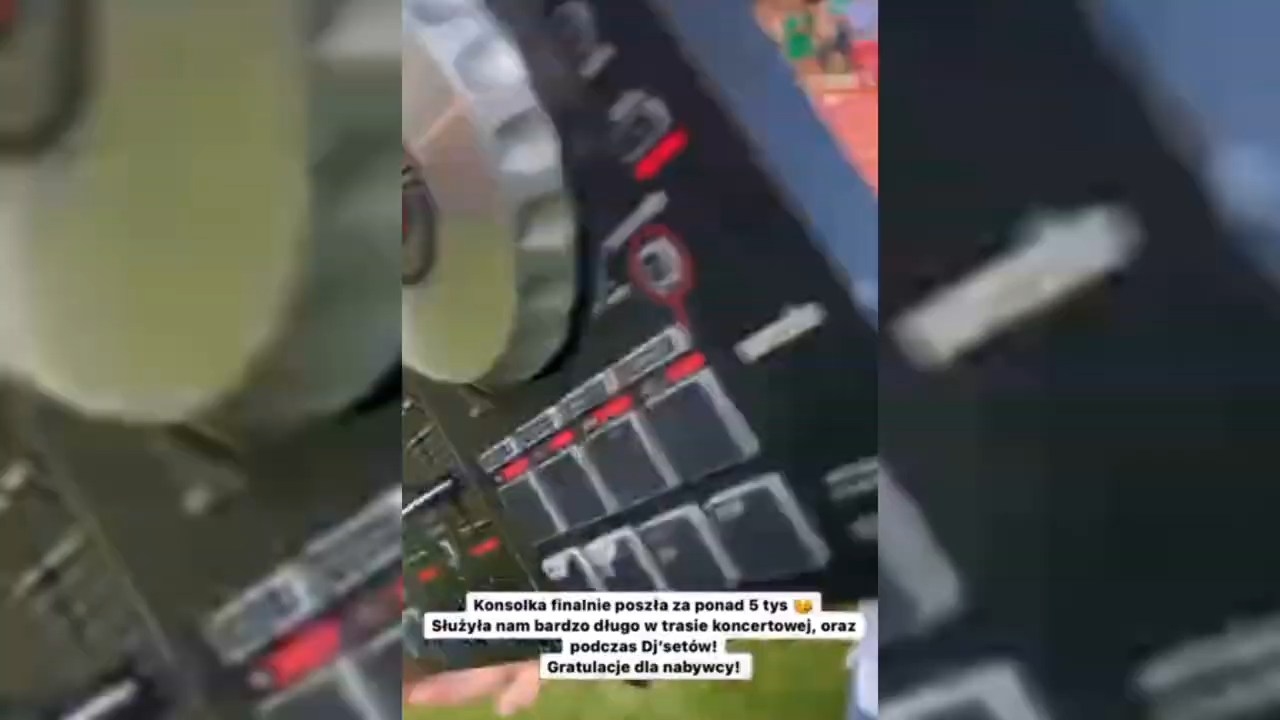 Konsolka finalnie poszła za ponad 5 tys 🥳
Służyła nam bardzo długo w trasie koncertowej, oraz
podczas Dj'setów!
Gratulacje dla nabywcy!